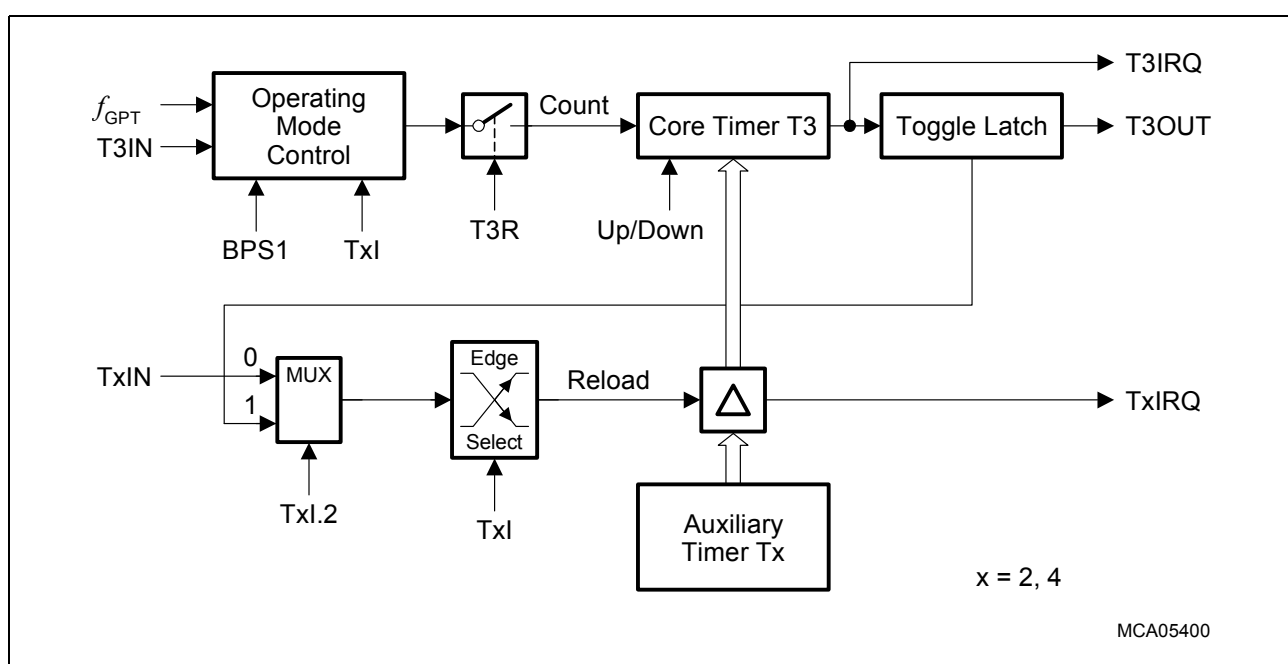 T3IRQ
fGPT
T3IN
Operating
Mode
Control
Count
Core Timer T3
Toggle Latch
T3OUT
BPS1
TxI
T3R
Up/Down
TxIN
0
1
MUX
TxI.2
Edge
Select
TxI
Reload
Δ
TxIRQ
Auxiliary
Timer Tx
x = 2, 4
MCA05400